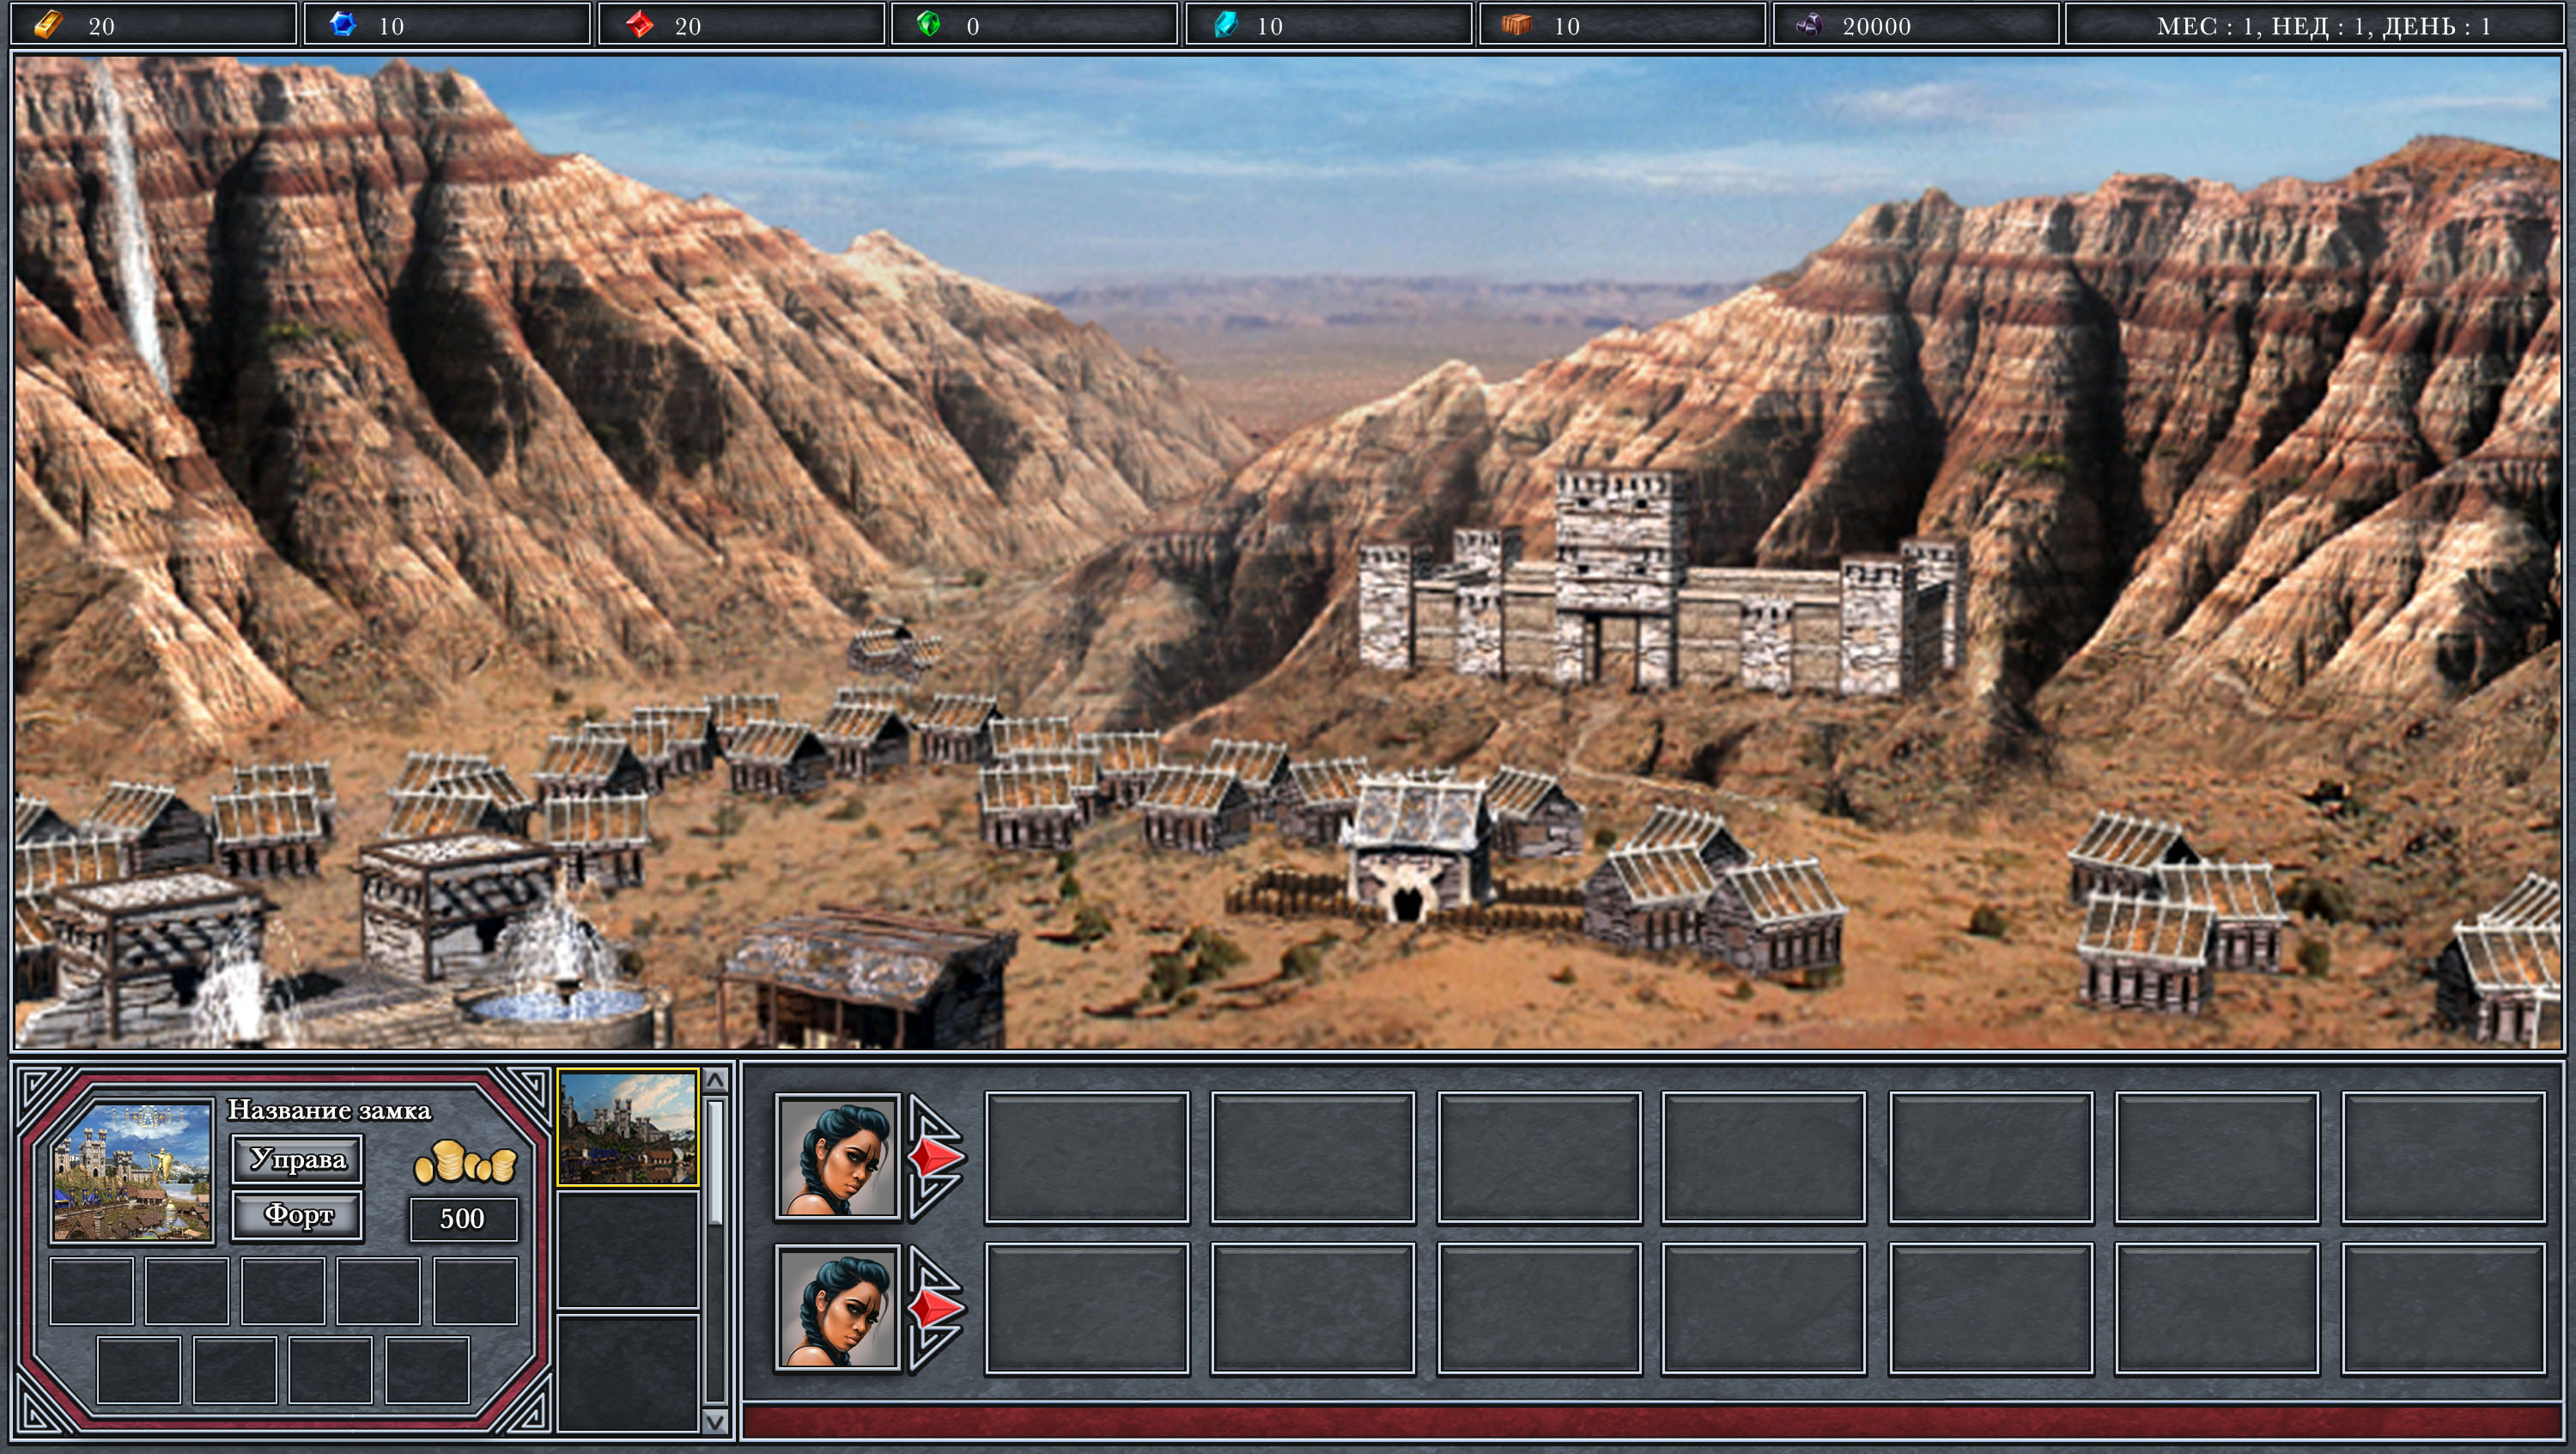 20 10 20 0 10 10 20000 МЕС : 1, НЕД : 1, ДЕНЬ : 1
Название замка
Управа
Форт
500